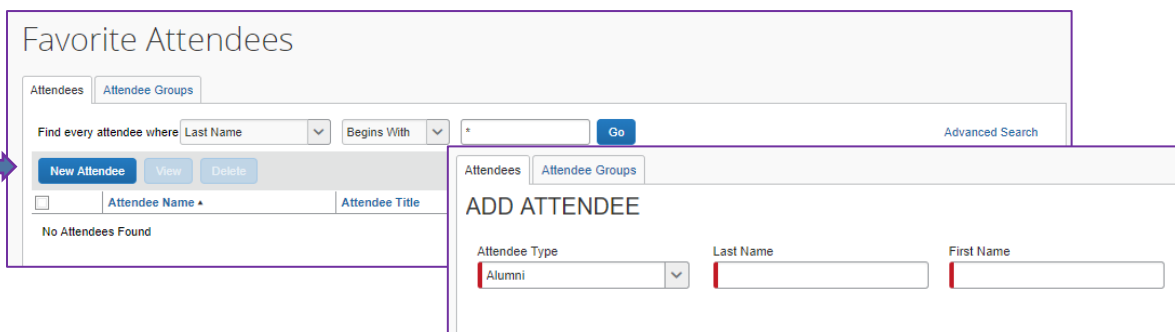 Favorite Attendees
Attendees Attendee Groups
Find every attendee where Last Name Begins With * Go Advanced Search
New Attendee View Delete
Attendee Name Attendee Title
No Attendees Found
Attendees Attendee Groups
ADD ATTENDEE
Attendee Type Last Name First Name
Alumni